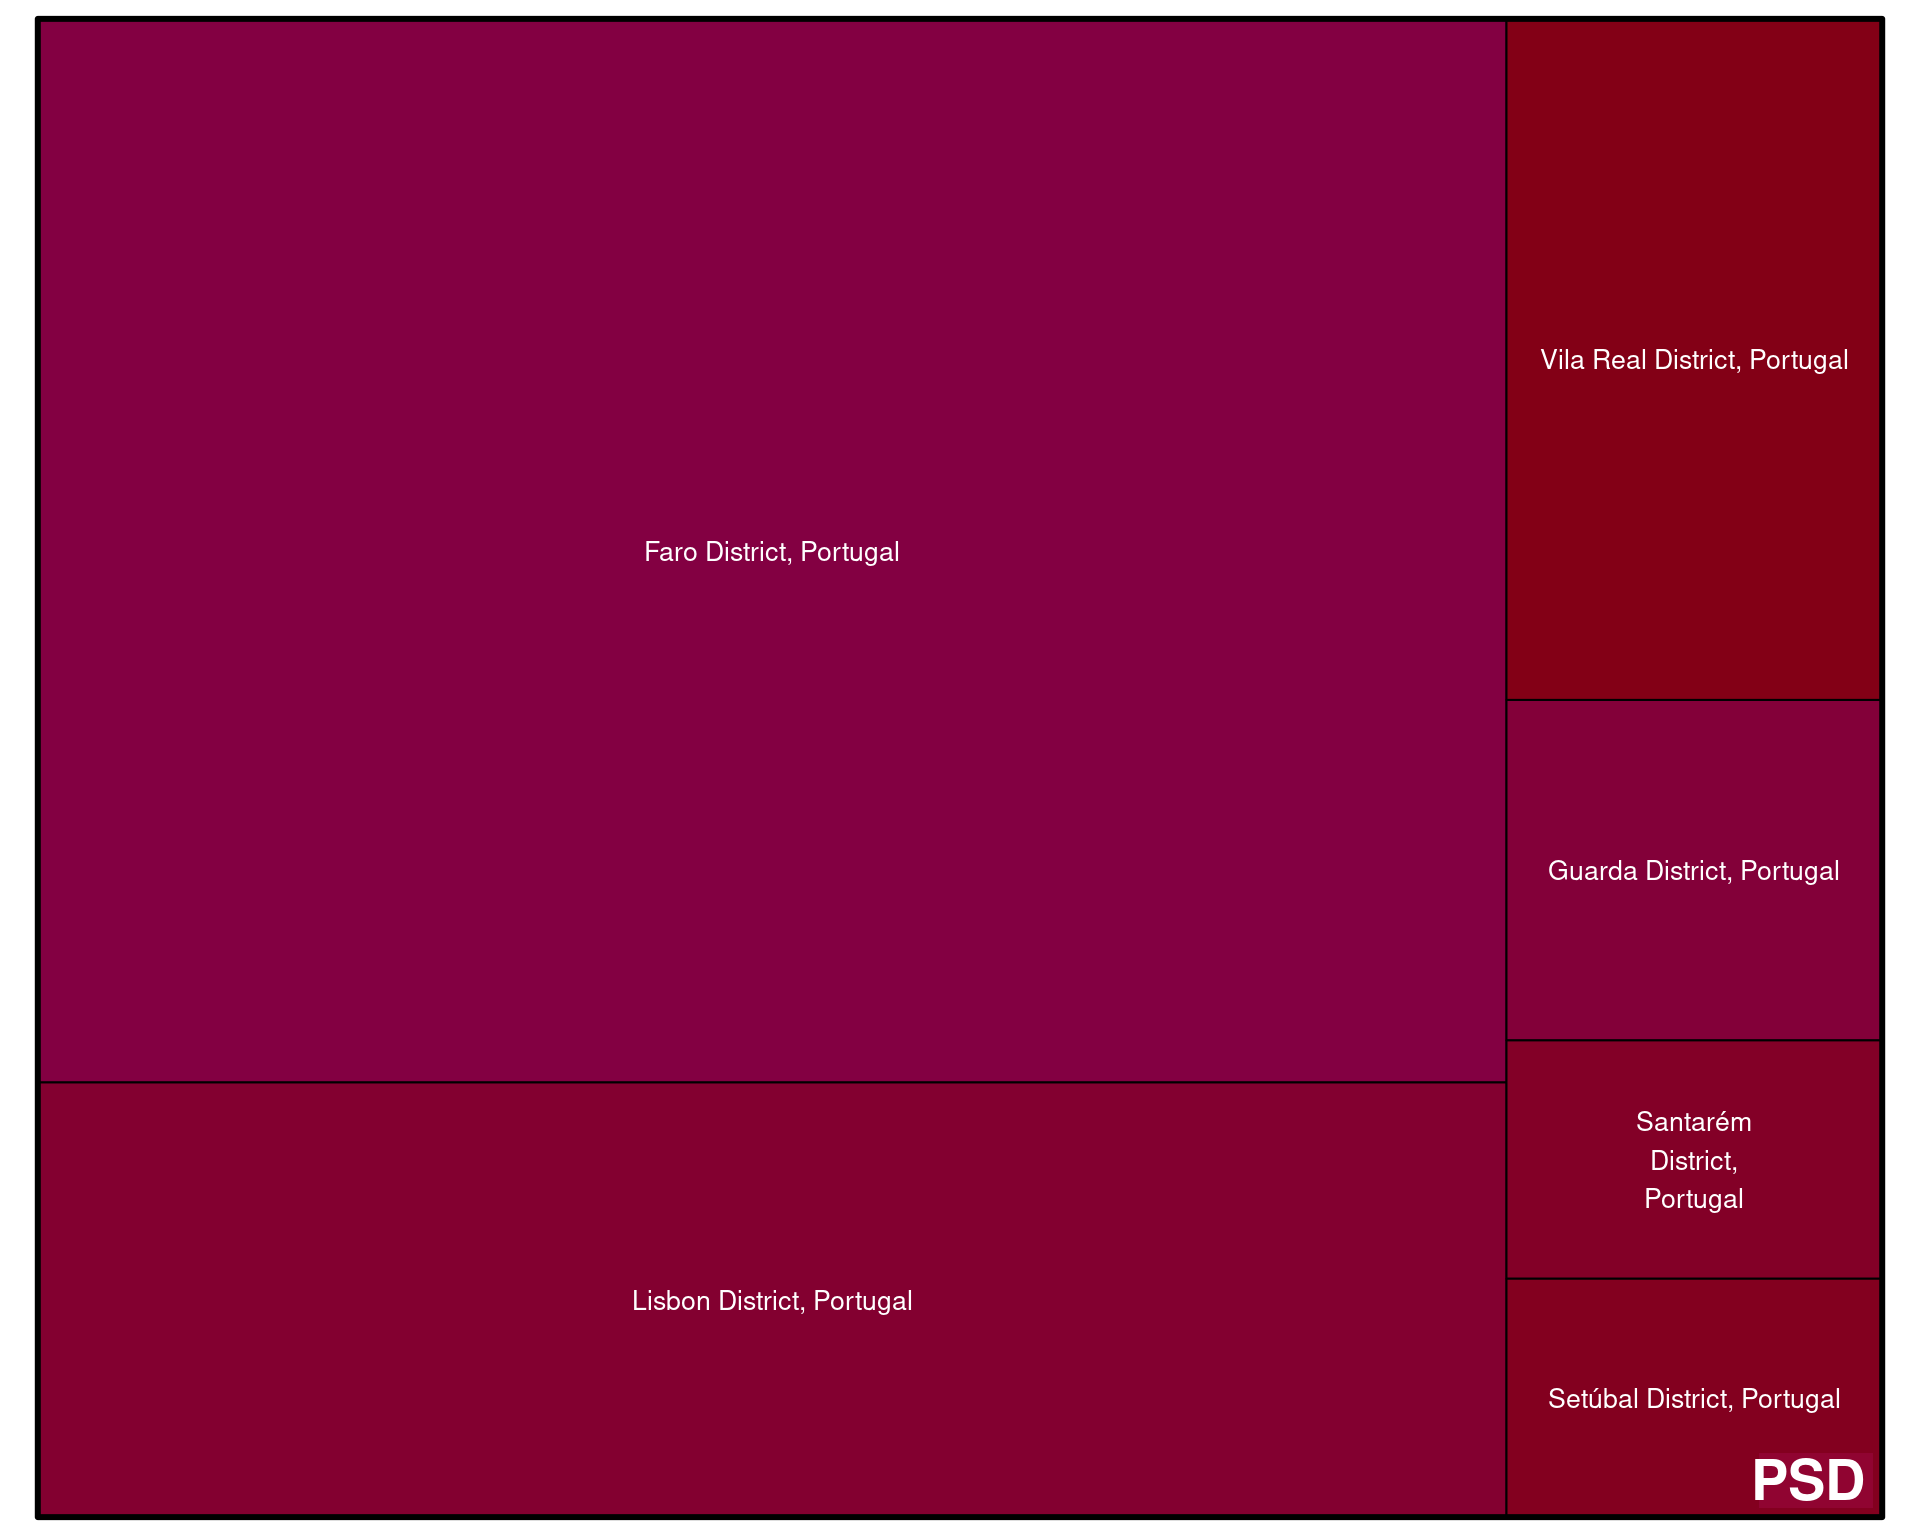 Faro District, Portugal
Lisbon District, Portugal
Vila Real District, Portugal
Guarda District, Portugal
Santarém
District,
Portugal
Setúbal District, Portugal
PSD